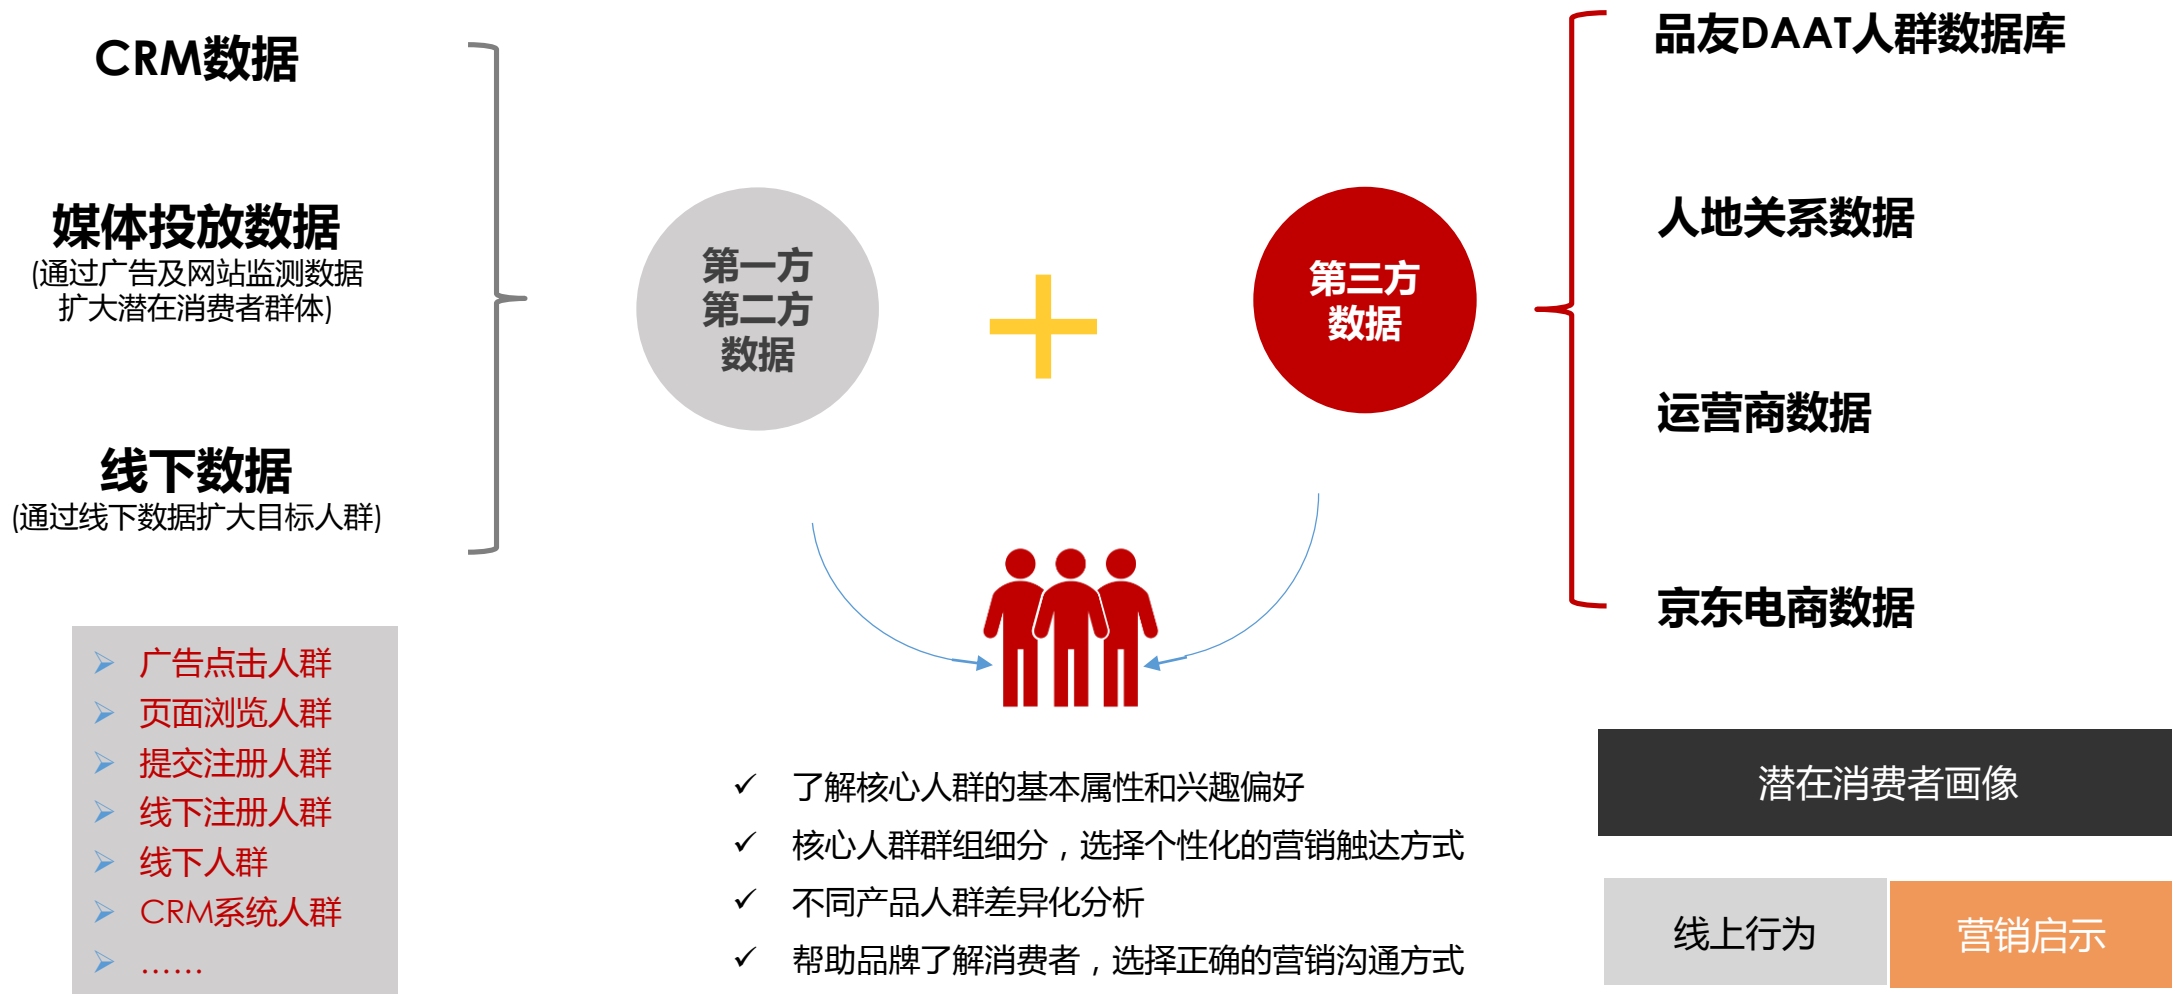 CRM数据
媒体投放数据
(通过广告及网站监测数据
扩大潜在消费者群体)
线下数据
(通过线下数据扩大目标人群)
广告点击人群
页面浏览人群
提交注册人群
线下注册人群
线下人群
CRM系统人群
……
第一方
第二方
数据
第三方
数据
了解核心人群的基本属性和兴趣偏好
核心人群群组细分，选择个性化的营销触达方式
不同产品人群差异化分析
帮助品牌了解消费者，选择正确的营销沟通方式
品友DAAT人群数据库
人地关系数据
运营商数据
京东电商数据
潜在消费者画像
线上行为
营销启示